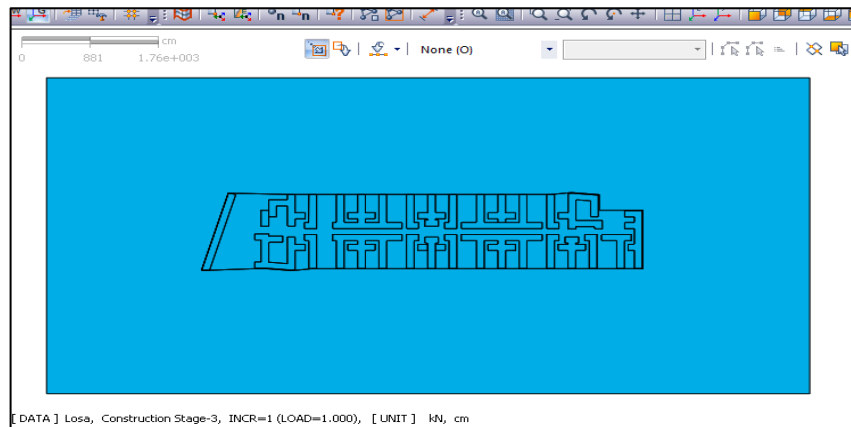 cm
0 881 1.76e+003
None (O)
[ DATA ] Losa, Construction Stage-3, INCR=1 (LOAD=1.000), [ UNIT ] kN, cm